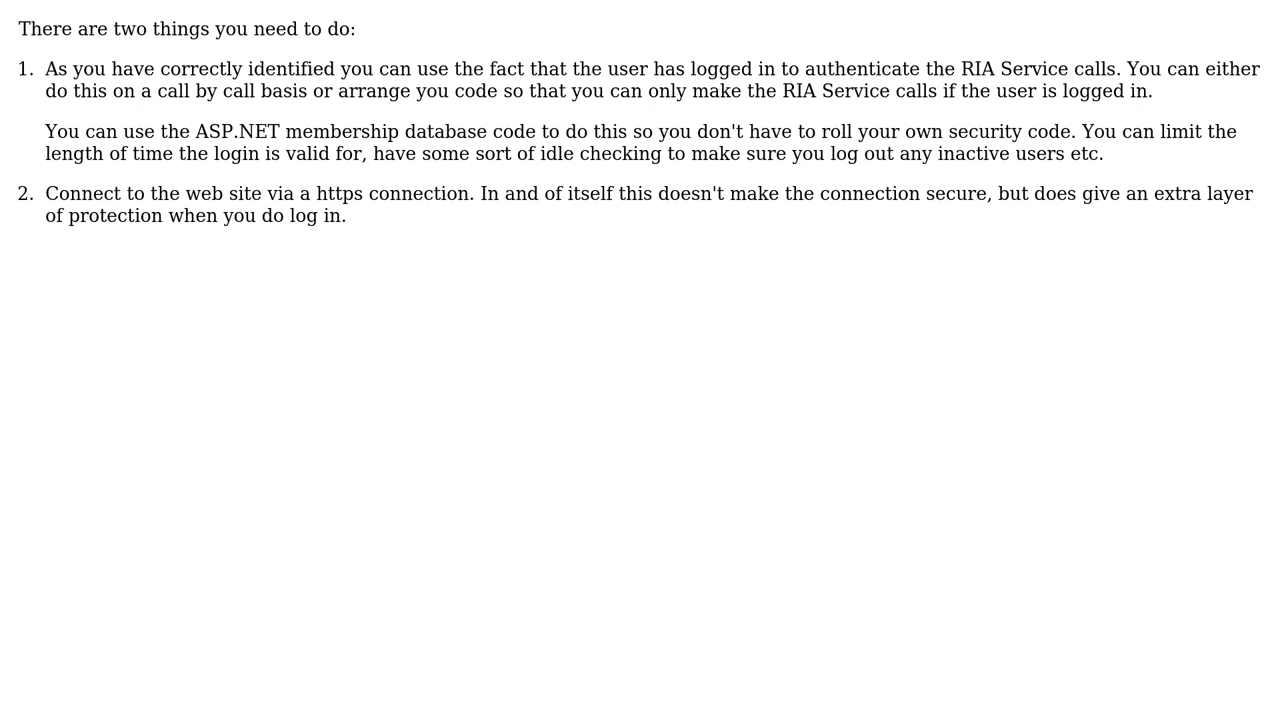 There are two things you need to do:
1. As you have correctly identified you can use the fact that the user has logged in to authenticate the RIA Service calls. You can either
do this on a call by call basis or arrange you code so that you can only make the RIA Service calls if the user is logged in.
You can use the ASP.NET membership database code to do this so you don't have to roll your own security code. You can limit the
length of time the login is valid for, have some sort of idle checking to make sure you log out any inactive users etc.
2. Connect to the web site via a https connection. In and of itself this doesn't make the connection secure, but does give an extra layer
of protection when you do log in.